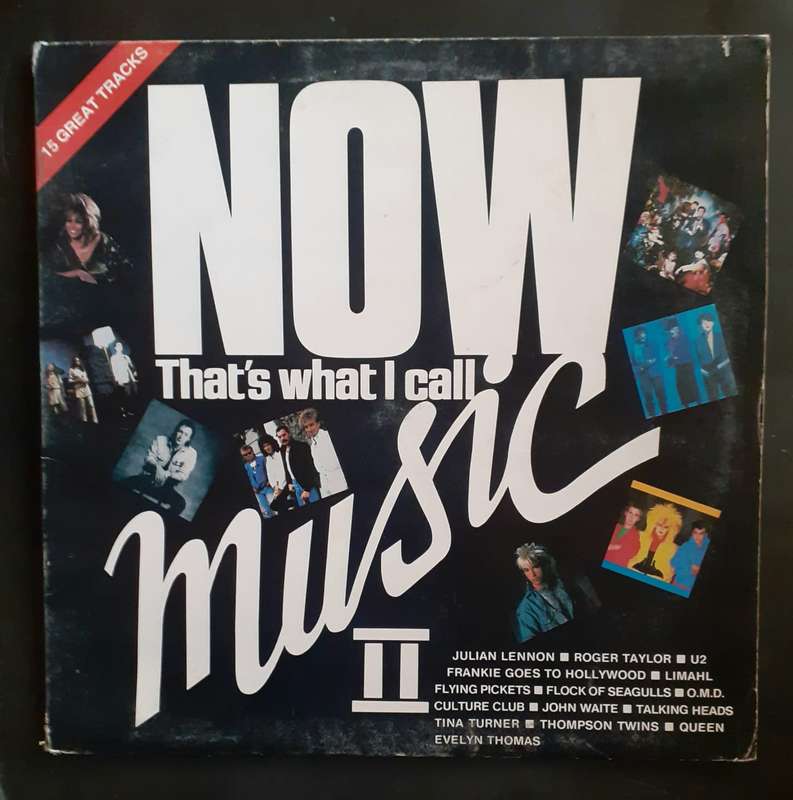 15 GREAT TRACKS
NOW
That's what I call
music
II
JULIAN LENNON ■ ROGER TAYLOR ■ U2
FRANKIE GOES TO HOLLYWOOD ■ LIMAHL
FLYING PICKETS ■ FLOCK OF SEAGULLS ■ O.M.D.
CULTURE CLUB ■ JOHN WAITE ■ TALKING HEADS
TINA TURNER ■ THOMPSON TWINS ■ QUEEN
EVELYN THOMAS